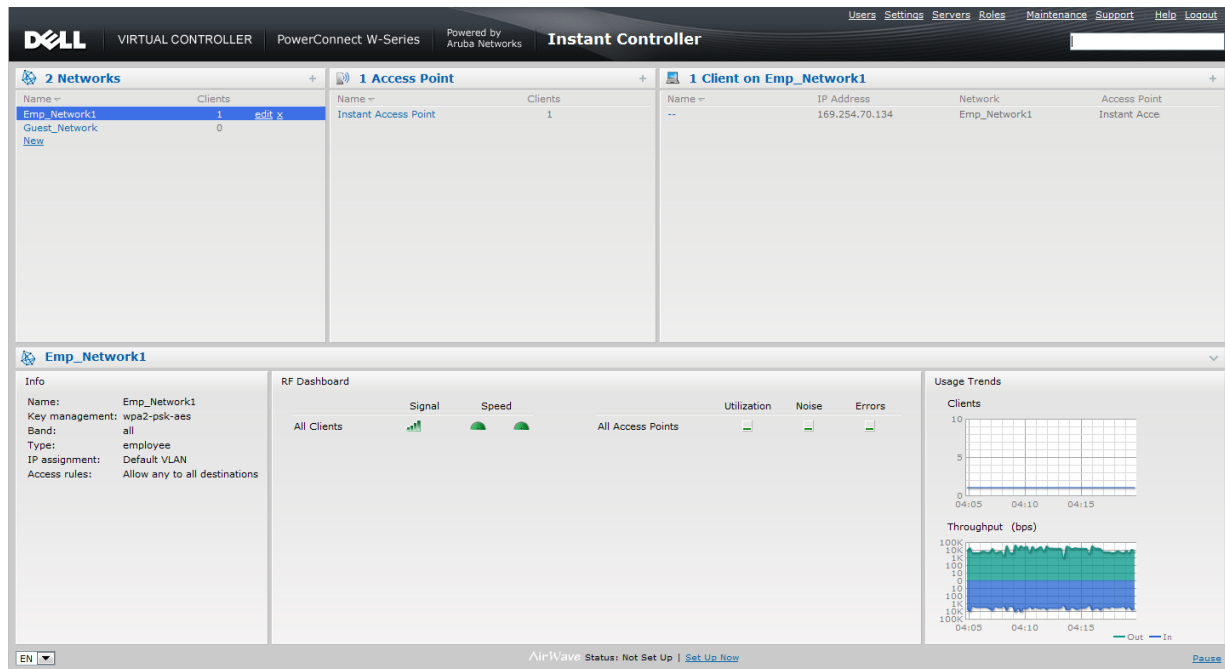 Users Settings Servers Roles Maintenance Support Help Logout
DELL VIRTUAL CONTROLLER PowerConnect W-Series Powered by Aruba Networks Instant Controller
2 Networks +
Name Clients
Emp_Network1 1 edit x
Guest_Network 0
New
1 Access Point +
Name Clients
Instant Access Point 1
1 Client on Emp_Network1 +
Name IP Address Network Access Point
-- 169.254.70.134 Emp_Network1 Instant Acce
Emp_Network1
Info
Name: Emp_Network1
Key management: wpa2-psk-aes
Band: all
Type: employee
IP assignment: Default VLAN
Access rules: Allow any to all destinations
RF Dashboard
Signal Speed Utilization Noise Errors
All Clients All Access Points
Usage Trends
Clients
10
5
0
04:05 04:10 04:15
Throughput (bps)
100K
10K
1K
100
10
0
10
100
1K
10K
100K
04:05 04:10 04:15
Out In
EN AirWave Status: Not Set Up | Set Up Now Pause